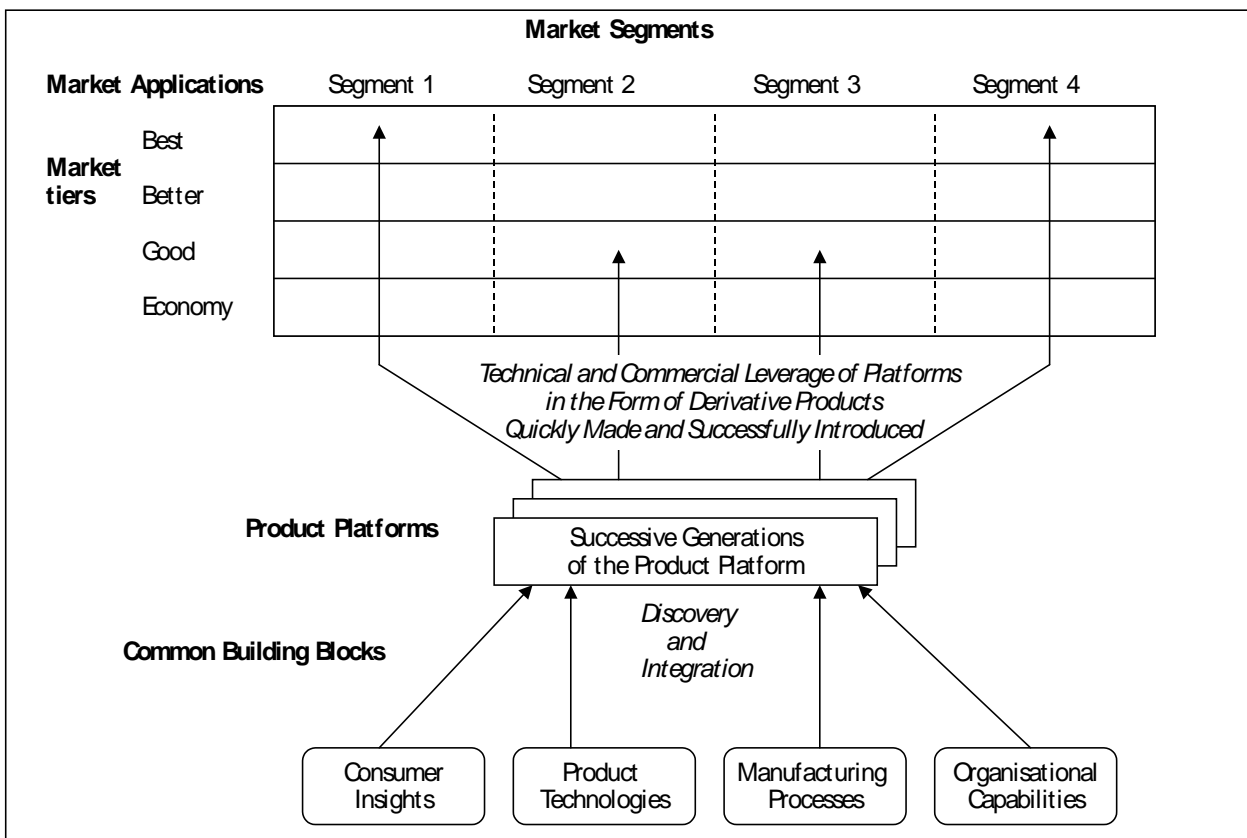 Market Segments
Market Applications Segment 1 Segment 2 Segment 3 Segment 4
Best
Market
tiers
Better
Good
Economy
Technical and Commercial Leverage of Platforms
in the Form of Derivative Products
Quickly Made and Successfully Introduced
Product Platforms
Successive Generations
of the Product Platform
Discovery
and
Integration
Common Building Blocks
Consumer
Insights
Product
Technologies
Manufacturing
Processes
Organisational
Capabilities